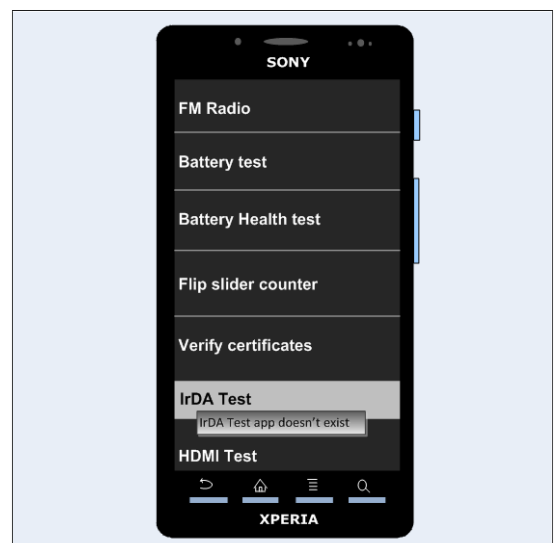 SONY
FM Radio
Battery test
Battery Health test
Flip slider counter
Verify certificates
IrDA Test
IrDA Test app doesn't exist
HDMI Test
XPERIA